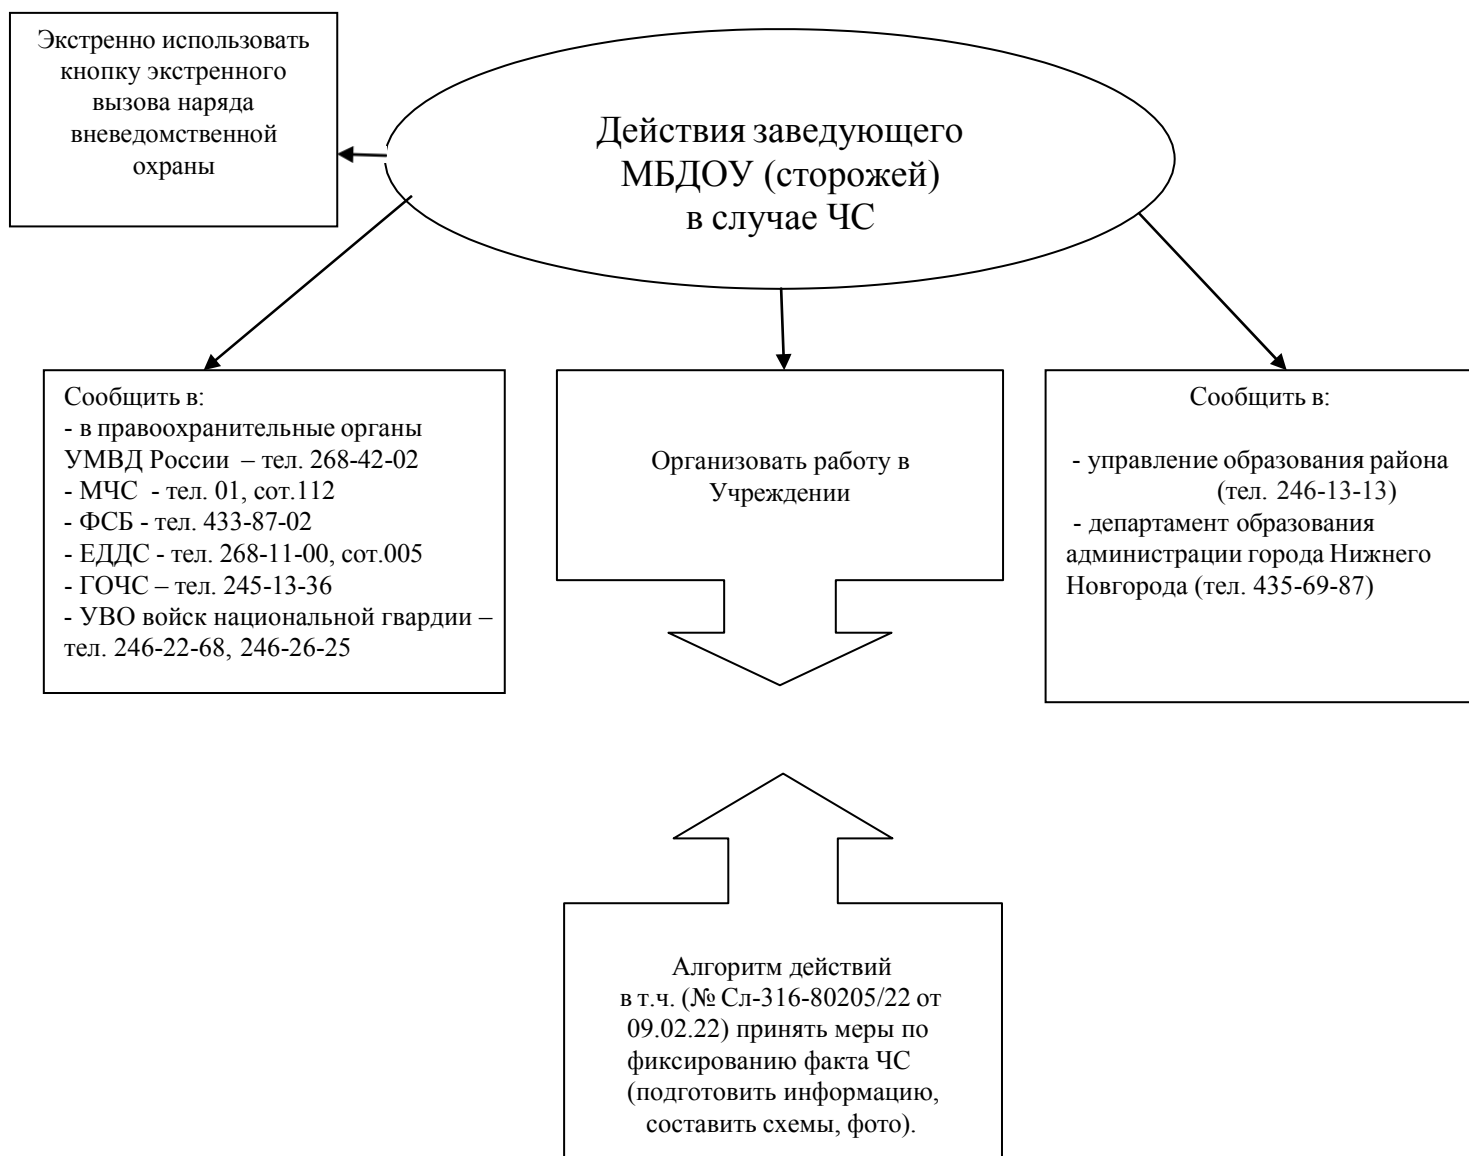 Экстренно использовать
кнопку экстренного
вызова наряда
вневедомственной
охраны
Действия заведующего
МБДОУ (сторожей)
в случае ЧС
Сообщить в:
- в правоохранительные органы
УМВД России – тел. 268-42-02
- МЧС - тел. 01, сот.112
- ФСБ - тел. 433-87-02
- ЕДДС - тел. 268-11-00, сот.005
- ГОЧС – тел. 245-13-36
- УВО войск национальной гвардии –
тел. 246-22-68, 246-26-25
Организовать работу в
Учреждении
Сообщить в:
- управление образования района
(тел. 246-13-13)
- департамент образования
администрации города Нижнего
Новгорода (тел. 435-69-87)
Алгоритм действий
в т.ч. (№ Сл-316-80205/22 от
09.02.22) принять меры по
фиксированию факта ЧС
(подготовить информацию,
составить схемы, фото).